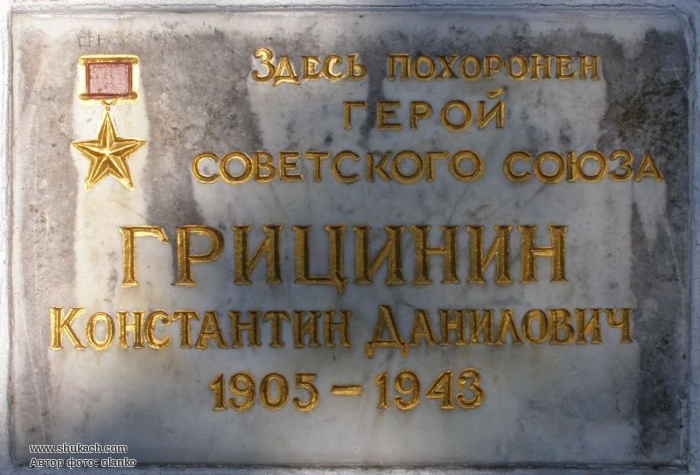 Здесь похоронен
Герой
Советского Союза
Грицинин
Константин Данилович
1905 – 1943
www.shukach.com
Автор фото: olanko